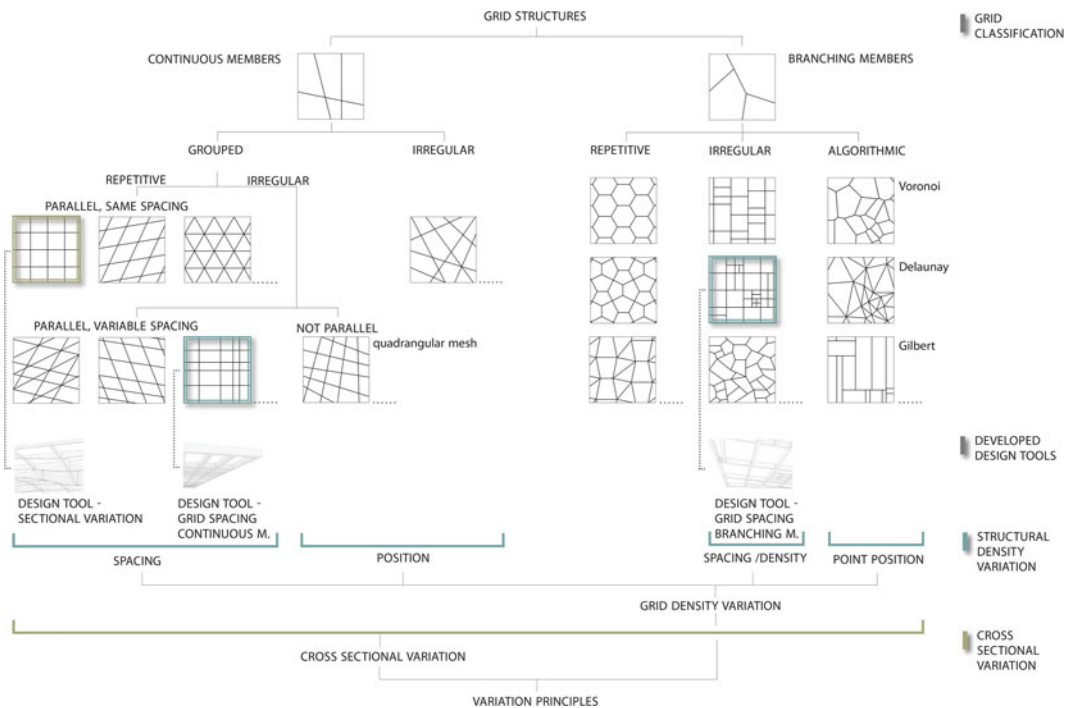 GRID STRUCTURES
GRID
CLASSIFICATION
CONTINUOUS MEMBERS
BRANCHING MEMBERS
GROUPED
IRREGULAR
REPETITIVE
IRREGULAR
ALGORITHMIC
REPETITIVE
IRREGULAR
PARALLEL, SAME SPACING
Voronoi
Delaunay
PARALLEL, VARIABLE SPACING
NOT PARALLEL
quadrangular mesh
Gilbert
DEVELOPED
DESIGN TOOLS
DESIGN TOOL -
SECTIONAL VARIATION
DESIGN TOOL -
GRID SPACING
CONTINUOUS M.
DESIGN TOOL -
GRID SPACING
BRANCHING M.
STRUCTURAL
DENSITY
VARIATION
SPACING
POSITION
SPACING /DENSITY
POINT POSITION
GRID DENSITY VARIATION
CROSS
SECTIONAL
VARIATION
CROSS SECTIONAL VARIATION
VARIATION PRINCIPLES